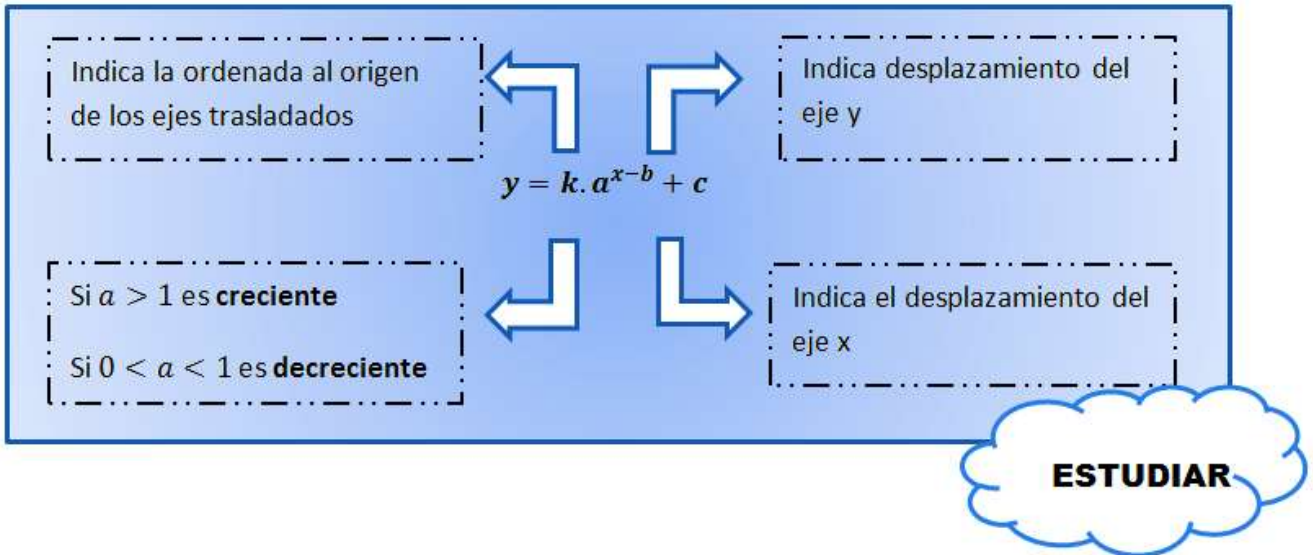 Indica la ordenada al origen
de los ejes trasladados
Indica desplazamiento del
eje y
y = k. a^{x-b} + c
Si a > 1 es creciente
Si 0 < a < 1 es decreciente
Indica el desplazamiento del
eje x
ESTUDIAR